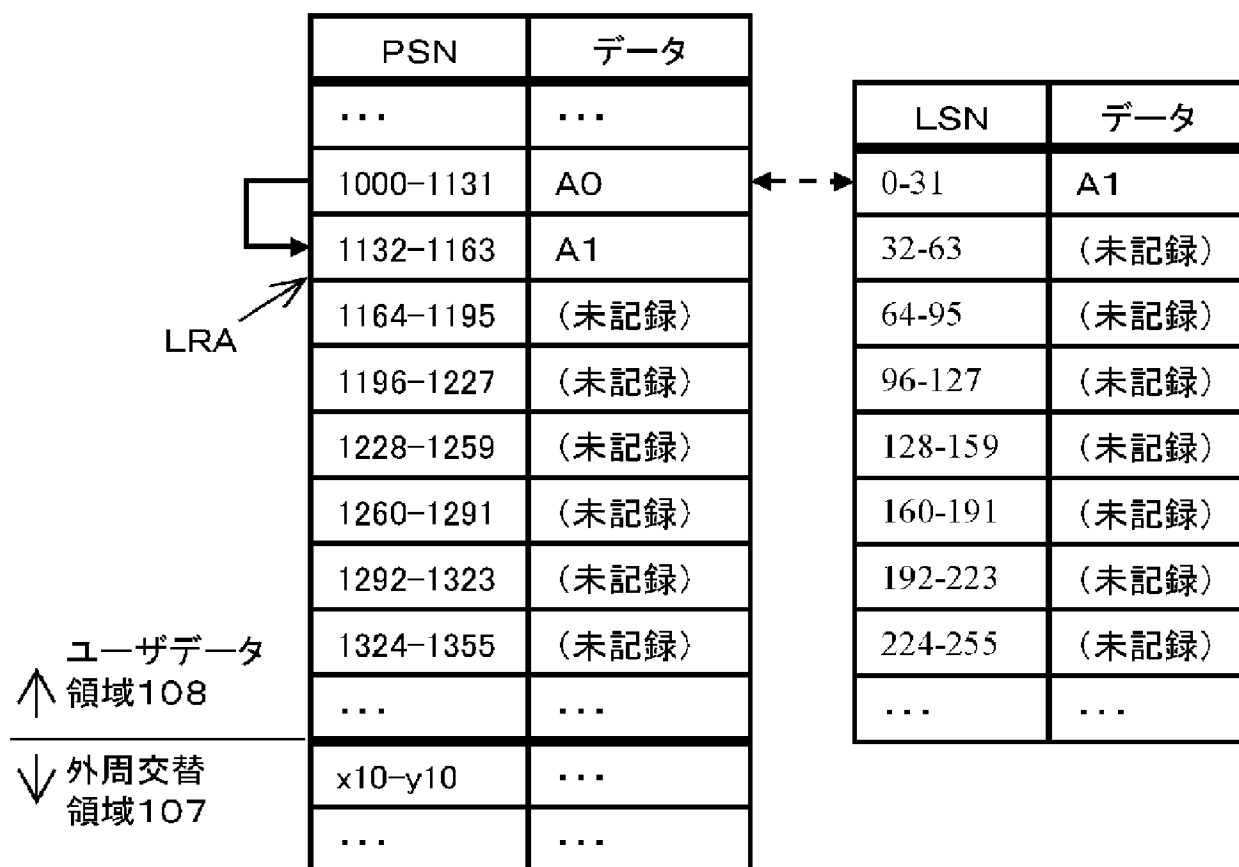 PSN データ
... ...
1000-1131 A0
1132-1163 A1
1164-1195 (未記録)
1196-1227 (未記録)
1228-1259 (未記録)
1260-1291 (未記録)
1292-1323 (未記録)
1324-1355 (未記録)
... ...
x10-y10 ...
... ...
LRA
ユーザデータ
領域108
外周交替
領域107
LSN データ
0-31 A1
32-63 (未記録)
64-95 (未記録)
96-127 (未記録)
128-159 (未記録)
160-191 (未記録)
192-223 (未記録)
224-255 (未記録)
... ...